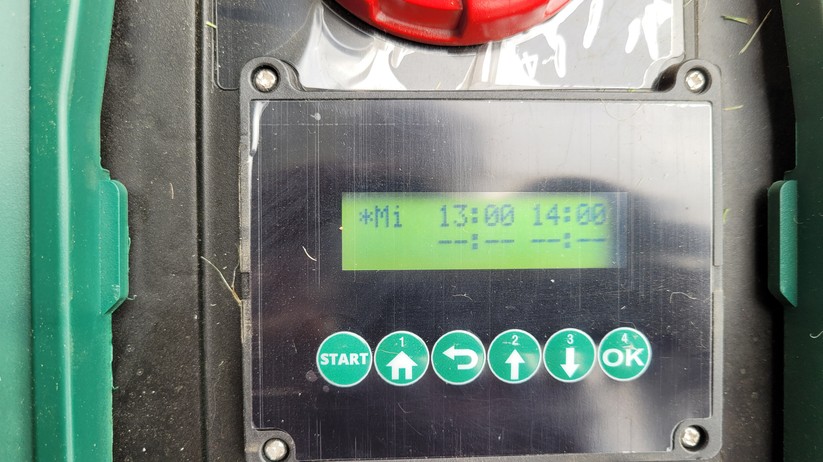 *Mi 13:00 14:00
--:-- --:--
START 1 2 3 4 OK